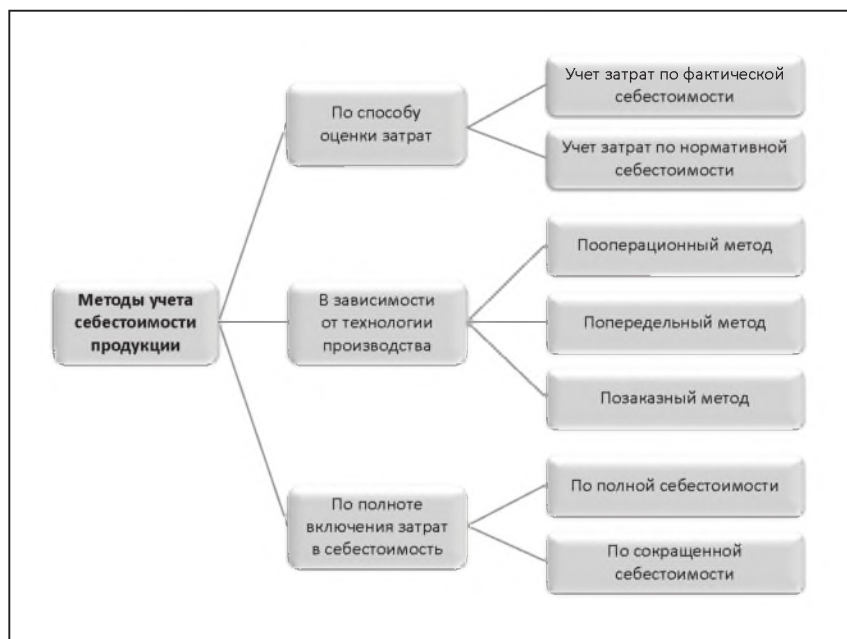 Методы учета
себестоимости
продукции
По способу
оценки затрат
Учет затрат по фактической
себестоимости
Учет затрат по нормативной
себестоимости
В зависимости
от технологии
производства
Пооперационный метод
Попередельный метод
Позаказный метод
По полноте
включения затрат
в себестоимость
По полной себестоимости
По сокращенной
себестоимости